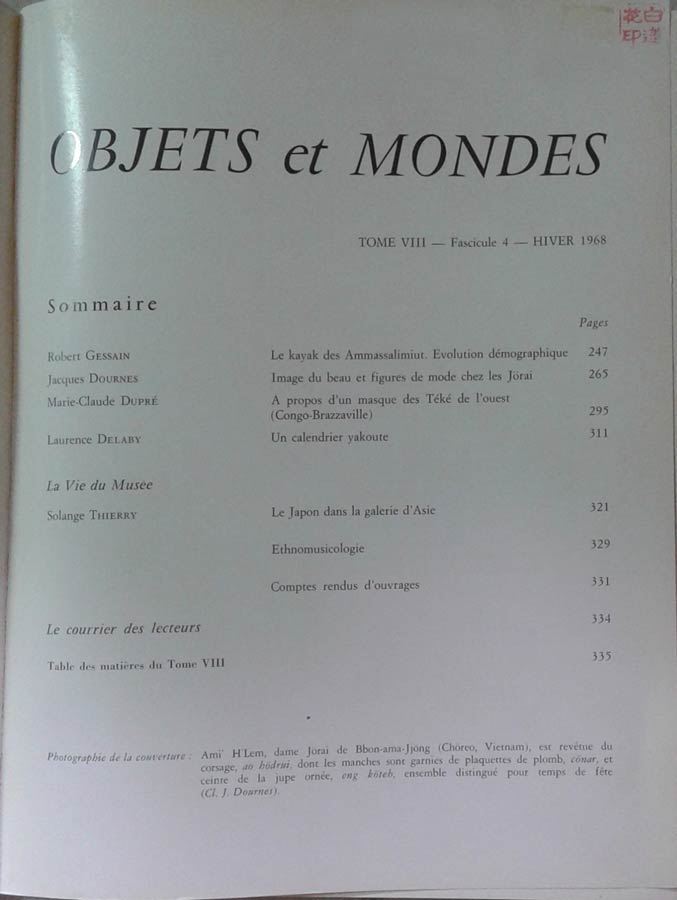 OBJETS et MONDES
TOME VIII — Fascicule 4 — HIVER 1968
Sommaire
Pages
Robert GESSAIN Le kayak des Ammassalimiut. Evolution démographique 247
Jacques DOURNES Image du beau et figures de mode chez les Jörai 265
Marie-Claude DUPRÉ A propos d'un masque des Téké de l'ouest
(Congo-Brazzaville) 295
Laurence DELABY Un calendrier yakoute 311
La Vie du Musée
Solange THIERRY Le Japon dans la galerie d'Asie 321
Ethnomusicologie 329
Comptes rendus d'ouvrages 331
Le courrier des lecteurs 334
Table des matières du Tome VIII 335
Photographie de la couverture : Ami' H'Lem, dame Jörai de Bbon-ama-Jjöng (Chöreo, Vietnam), est revêtue du
corsage, ao hödrui, dont les manches sont garnies de plaquettes de plomb, cönar, et
ceinte de la jupe ornée, eng köteh, ensemble distingué pour temps de fête
(Cl. J. Dournes).
白
花印